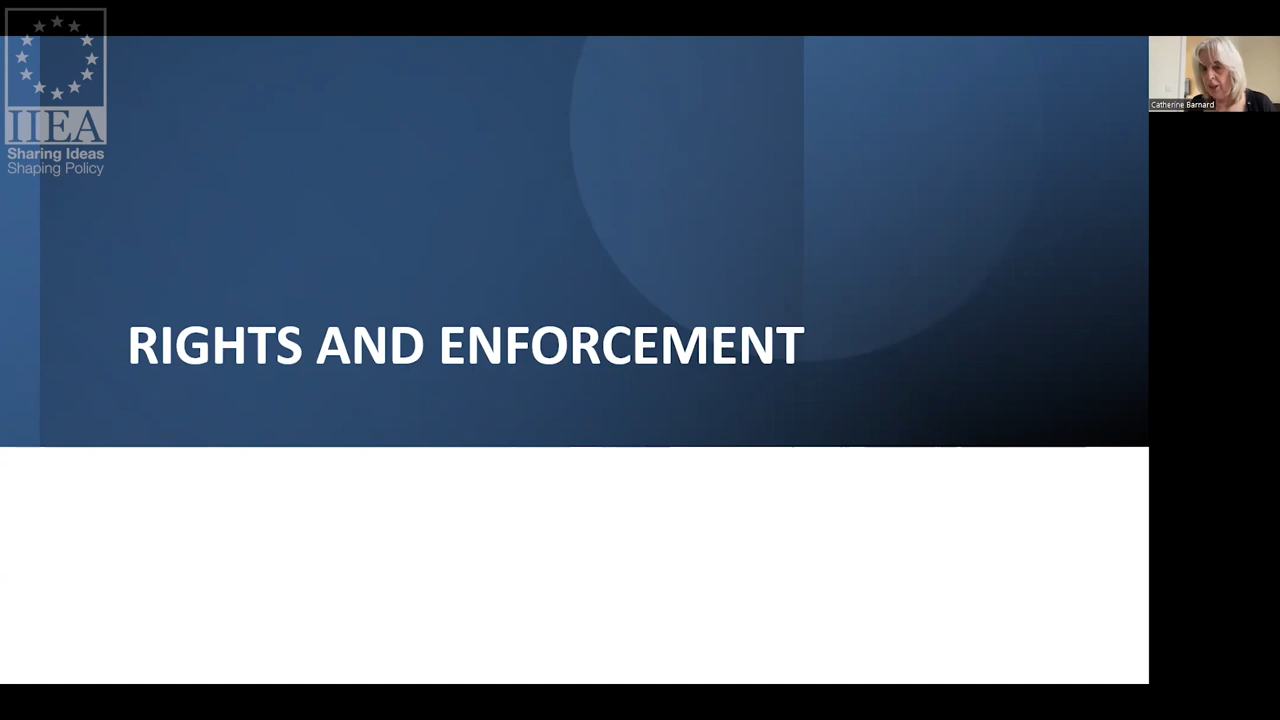 IIEA
Sharing Ideas
Shaping Policy
Catherine Barnard
RIGHTS AND ENFORCEMENT